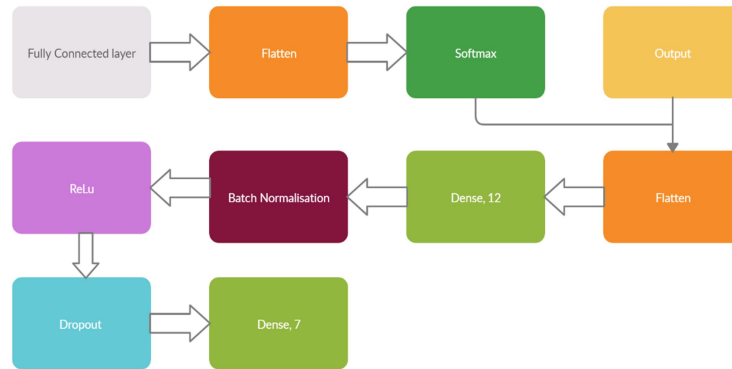 Fully Connected layer
Flatten
Softmax
Output
ReLu
Batch Normalisation
Dense, 12
Flatten
Dropout
Dense, 7